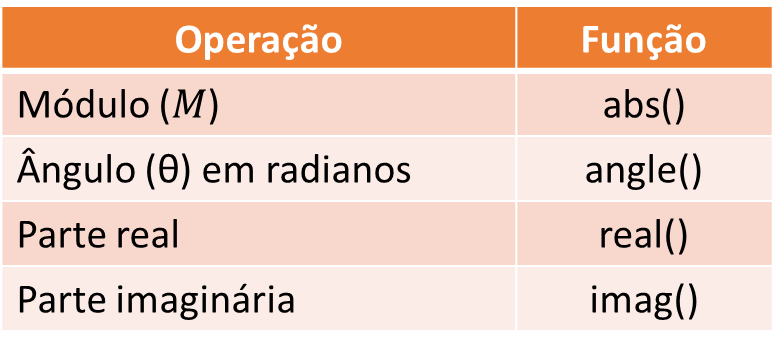 Operação Função
Módulo (M) abs()
Ângulo (θ) em radianos angle()
Parte real real()
Parte imaginária imag()